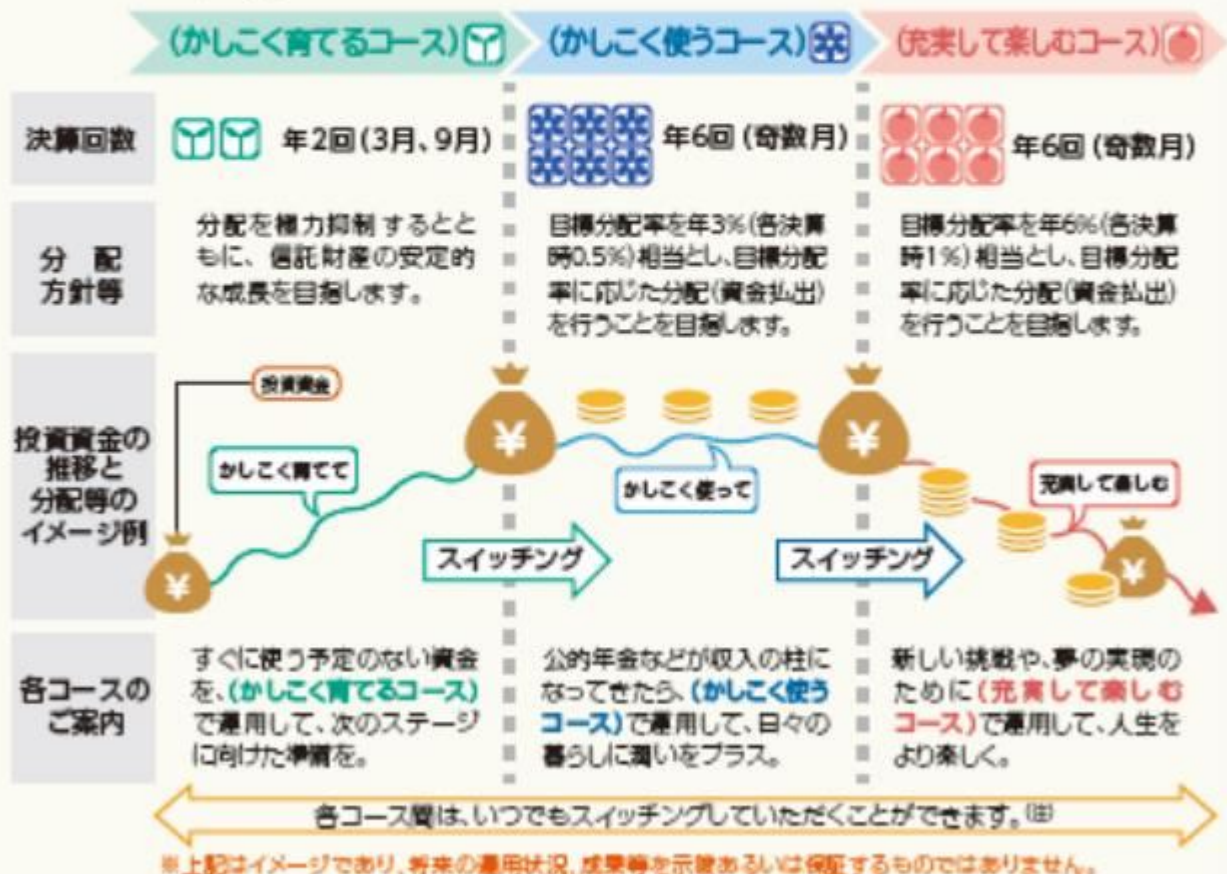 (かしこく育てるコース)
(かしこく使うコース)
(充実して楽しむコース)
決算回数
年2回(3月、9月)
年6回(奇数月)
年6回(奇数月)
分 配
方針等
分配を極力抑制するとと
もに、信託財産の安定的
な成長を目指します。
目標分配率を年3%(各決算
時0.5%)相当とし、目標分配
率に応じた分配(資金払出)
を行うことを目指します。
目標分配率を年6%(各決算
時1%)相当とし、目標分配
率に応じた分配(資金払出)
を行うことを目指します。
投資資金の
推移と
分配等の
イメージ例
投資資金
かしこく育てて
¥
¥
かしこく使って
¥
充実して楽しむ
¥
スイッチング
スイッチング
各コースの
ご案内
すぐに使う予定のない資金
を、(かしこく育てるコース)
で運用して、次のステージ
に向けた準備を。
公的年金などが収入の柱に
なってきたら、(かしこく使う
コース)で運用して、日々の
暮らしに潤いをプラス。
新しい挑戦や、夢の実現の
ために(充実して楽しむ
コース)で運用して、人生を
より楽しく。
各コース間は、いつでもスイッチングしていただくことができます。(注)
※上記はイメージであり、将来の運用状況、成果等を示唆あるいは保証するものではありません。